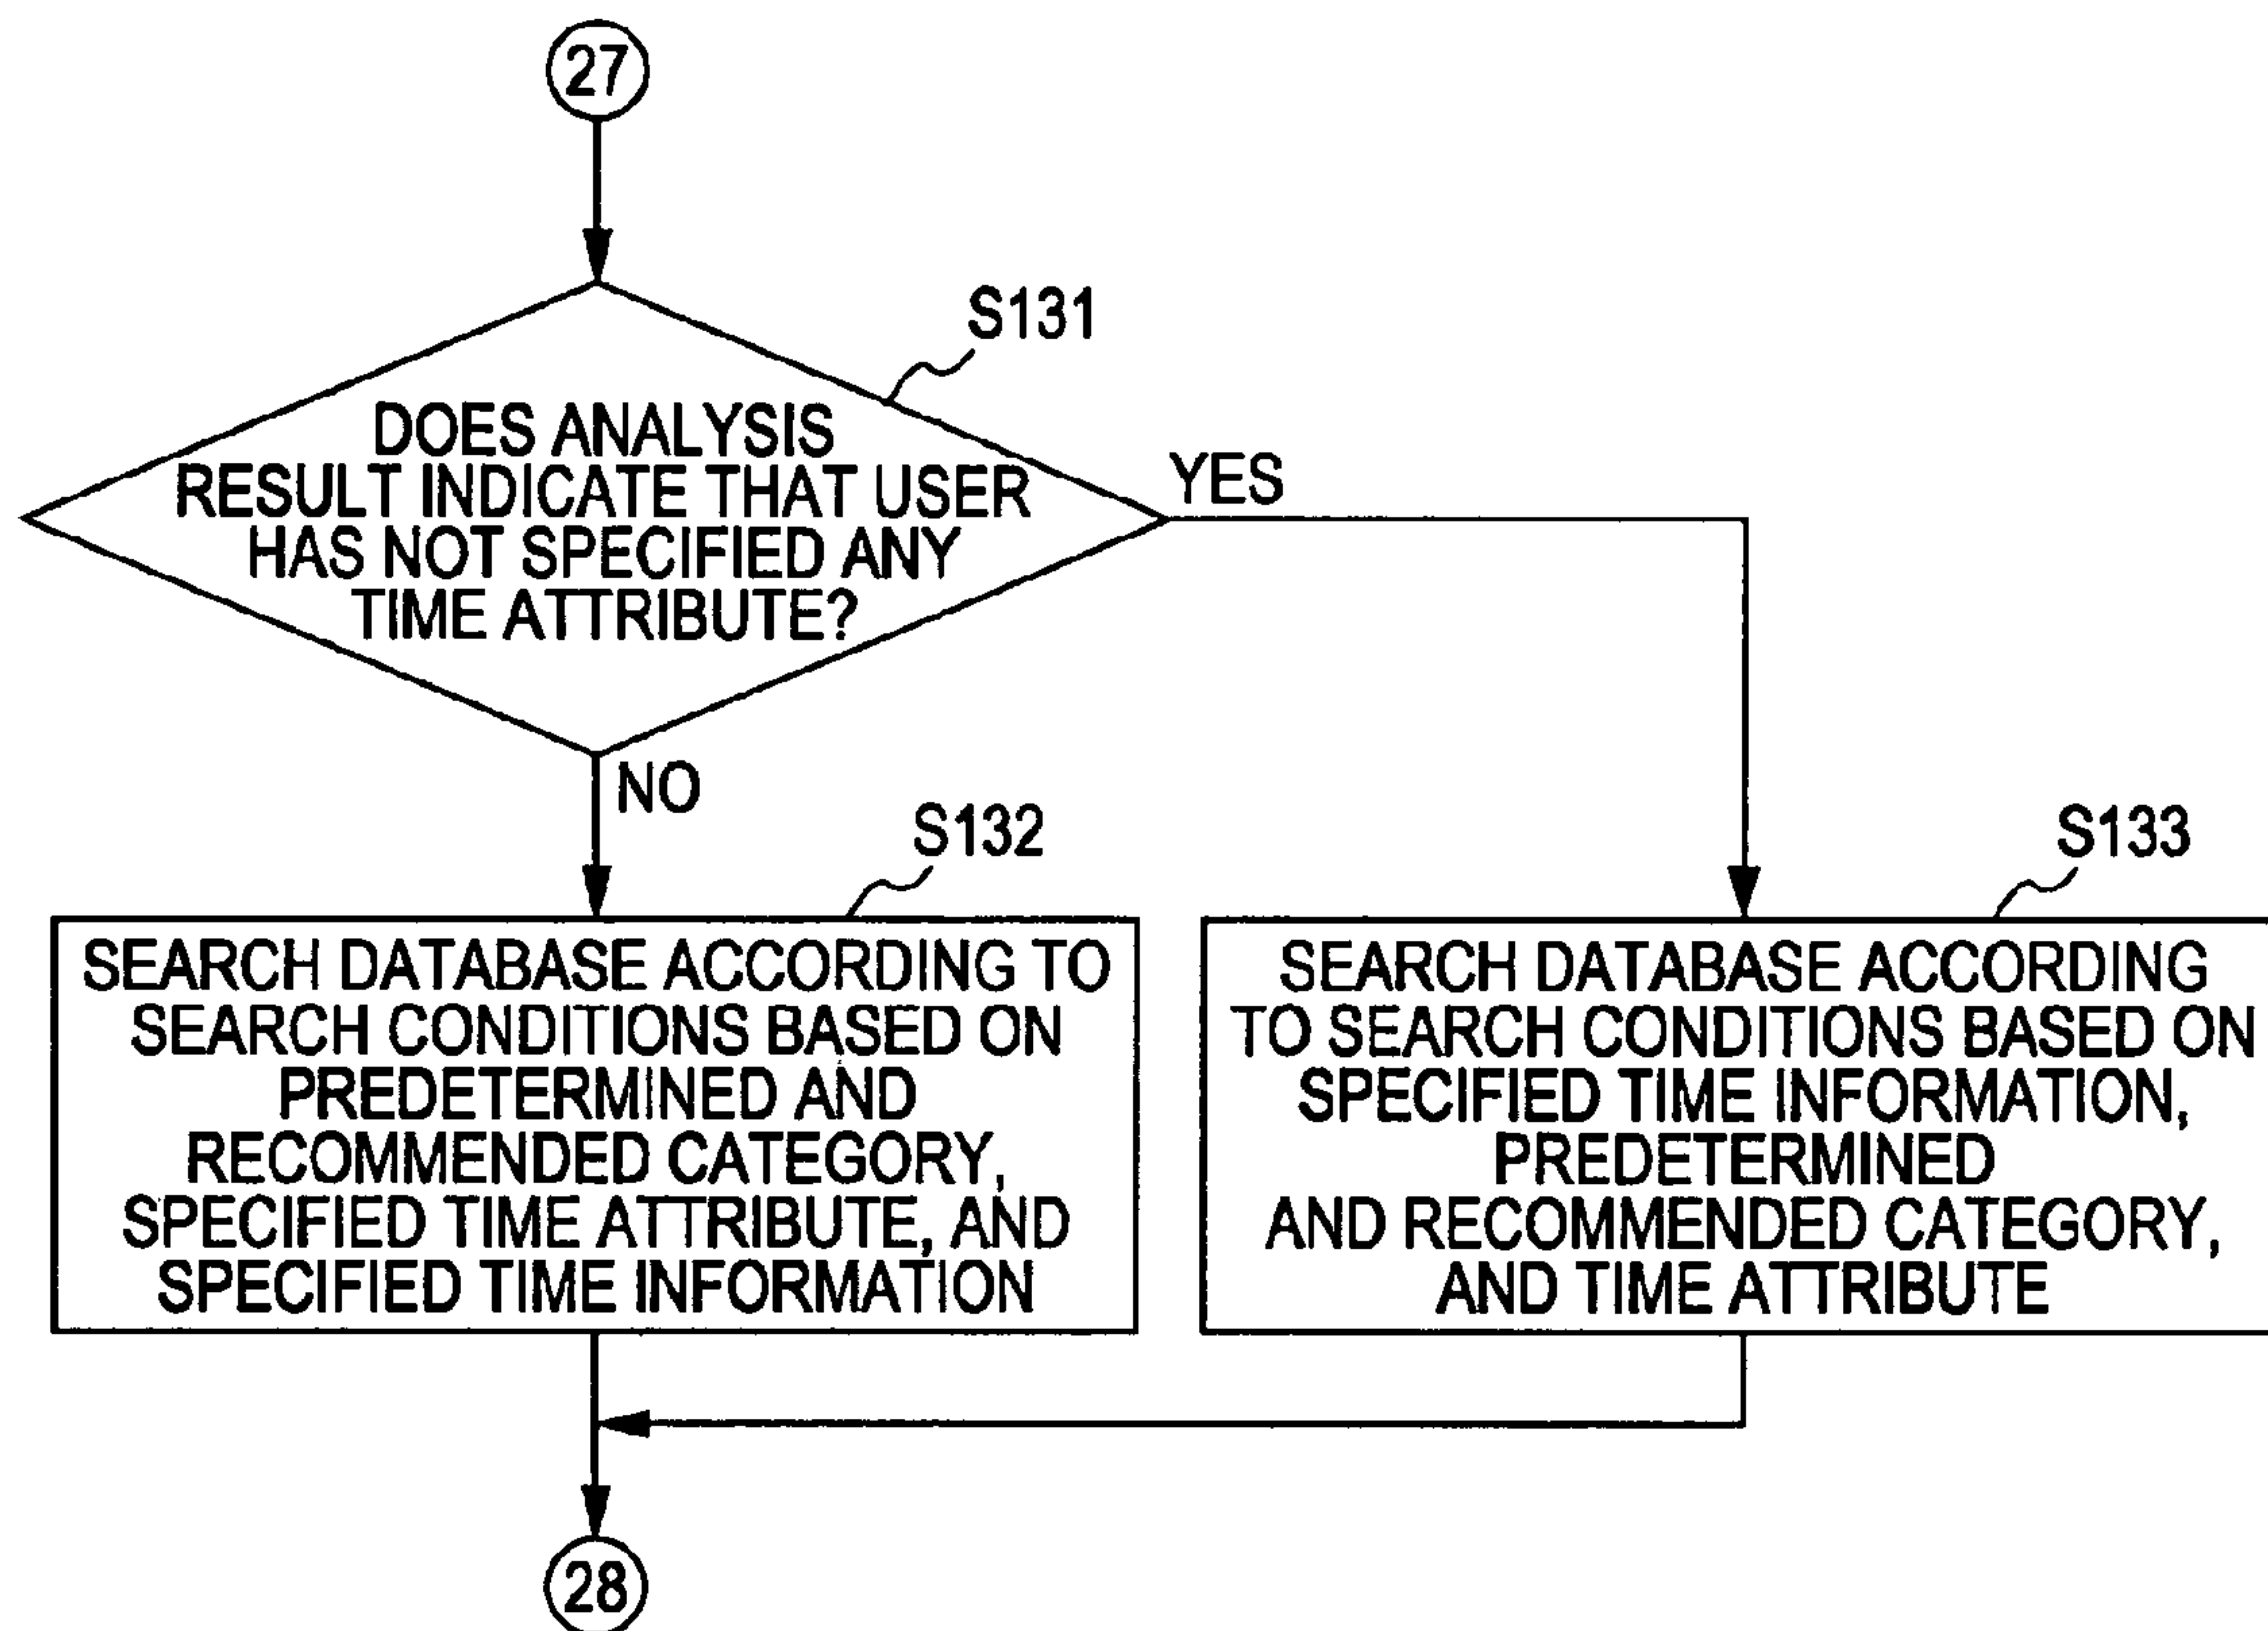 27
S131
DOES ANALYSIS
RESULT INDICATE THAT USER
HAS NOT SPECIFIED ANY
TIME ATTRIBUTE?
YES
NO
S132
SEARCH DATABASE ACCORDING TO
SEARCH CONDITIONS BASED ON
PREDETERMINED AND
RECOMMENDED CATEGORY,
SPECIFIED TIME ATTRIBUTE, AND
SPECIFIED TIME INFORMATION
S133
SEARCH DATABASE ACCORDING
TO SEARCH CONDITIONS BASED ON
SPECIFIED TIME INFORMATION,
PREDETERMINED
AND RECOMMENDED CATEGORY,
AND TIME ATTRIBUTE
28